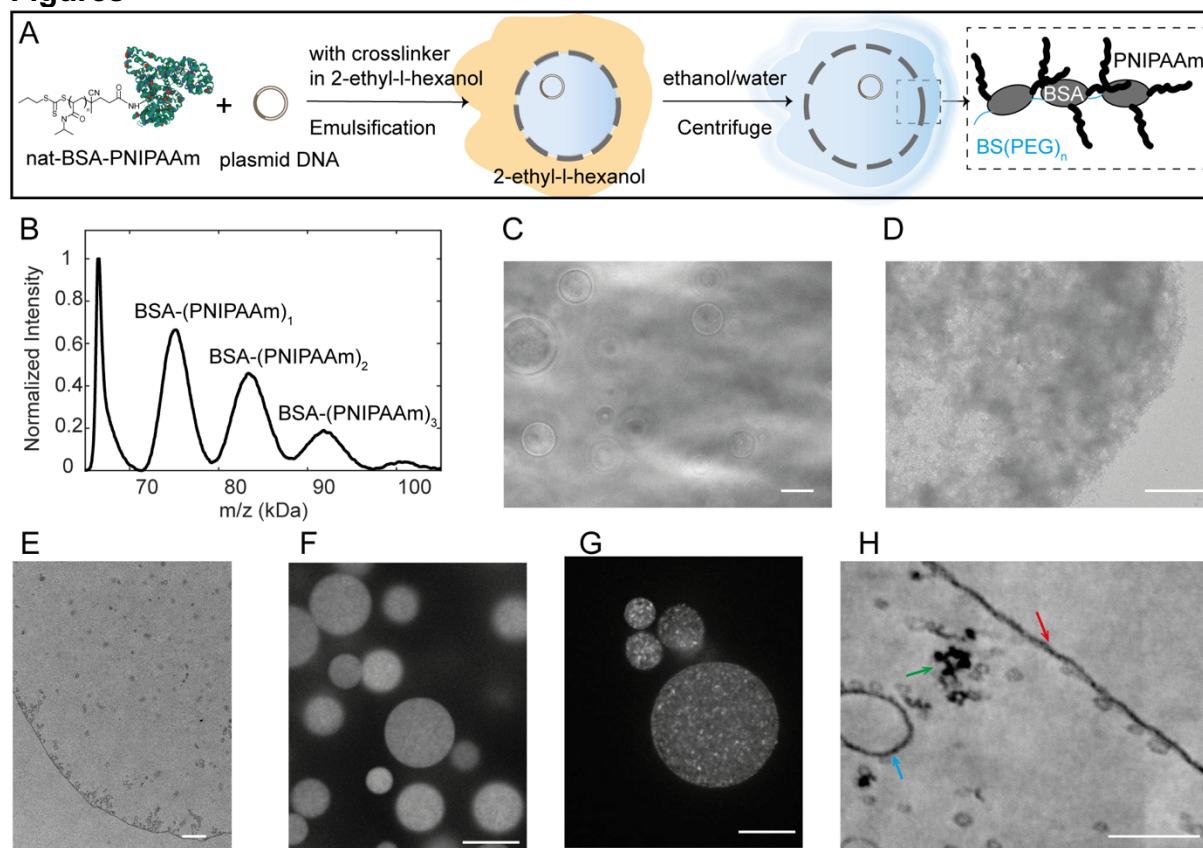 Figures
A
with crosslinker
in 2-ethyl-l-hexanol
Emulsification
nat-BSA-PNIPAAm
+
plasmid DNA
2-ethyl-l-hexanol
ethanol/water
Centrifuge
PNIPAAm
BSA
BS(PEG)n
S
S
S
CN
n
O
O
NH
N
O
B
Normalized Intensity
1
0.8
0.6
0.4
0.2
0
BSA-(PNIPAAm)1
BSA-(PNIPAAm)2
BSA-(PNIPAAm)3
70 80 90 100
m/z (kDa)
C
D
E
F
G
H